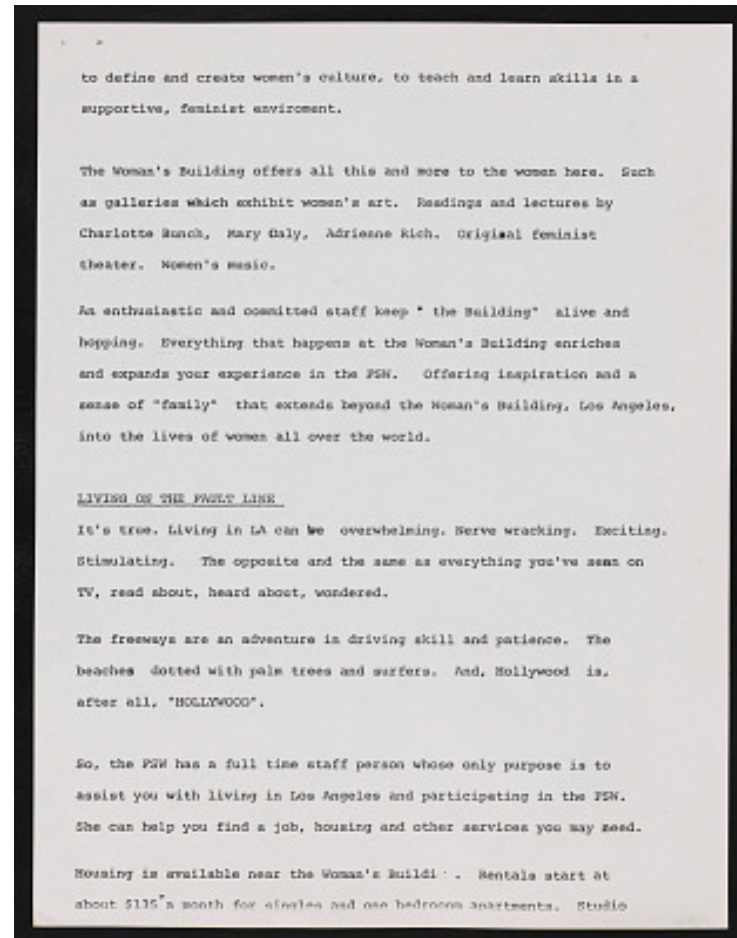 to define and create women's culture, to teach and learn skills in a
supportive, feminist enviroment.
The Woman's Building offers all this and more to the women here. Such
as galleries which exhibit women's art. Readings and lectures by
Charlotte Bunch, Mary Daly, Adrienne Rich. Original feminist
theater. Women's music.
An enthusiastic and committed staff keep " the Building" alive and
hopping. Everything that happens at the Woman's Building enriches
and expands your experience in the FSW. Offering inspiration and a
sense of "family" that extends beyond the Woman's Building, Los Angeles,
into the lives of women all over the world.
LIVING ON THE FAULT LINE
It's true. Living in LA can be overwhelming. Nerve wracking. Exciting.
Stimulating. The opposite and the same as everything you've seen on
TV, read about, heard about, wondered.
The freeways are an adventure in driving skill and patience. The
beaches dotted with palm trees and surfers. And, Hollywood is,
after all, "HOLLYWOOD".
So, the FSW has a full time staff person whose only purpose is to
assist you with living in Los Angeles and participating in the FSW.
She can help you find a job, housing and other services you may need.
Housing is available near the Woman's Buildi . Rentals start at
about $115 a month for singles and one bedroom apartments. Studio